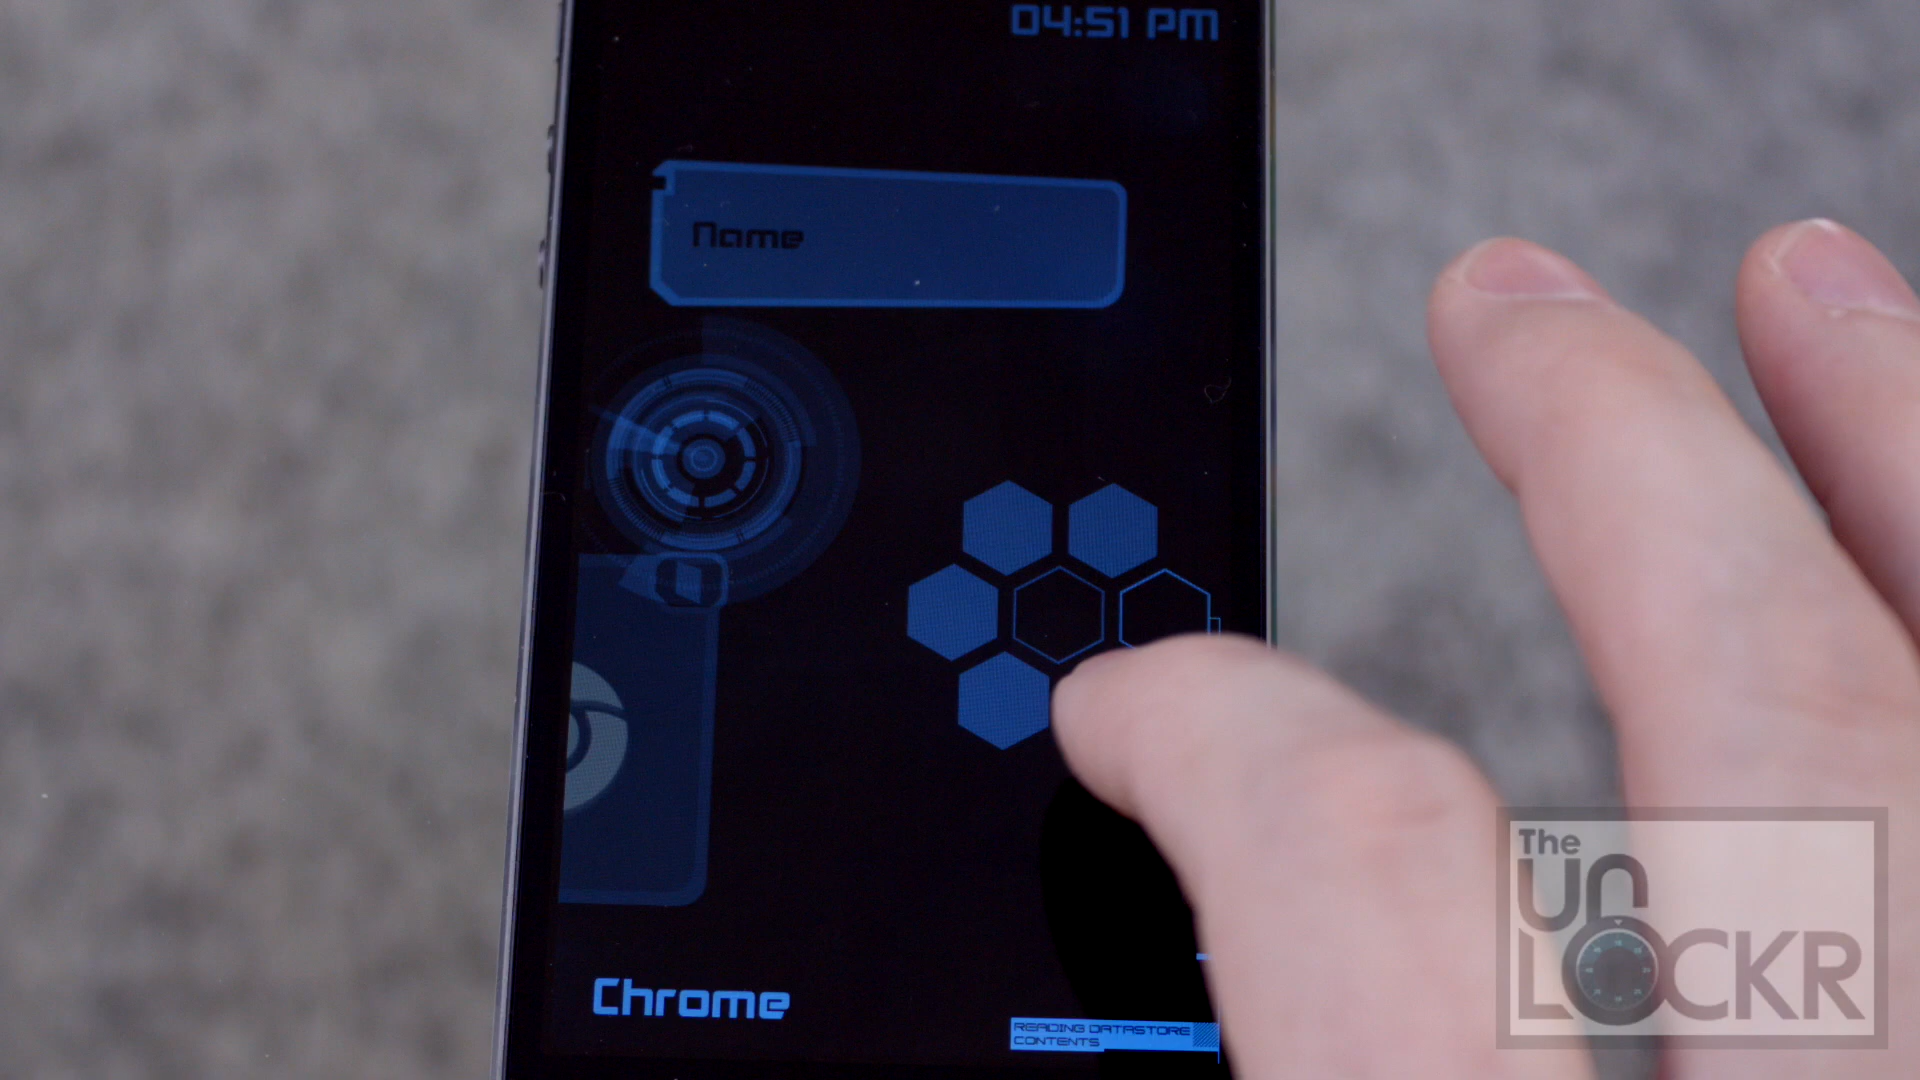 04:51 PM
Name
Chrome
READING DATASTORE
CONTENTS
The
UN
LOCKR